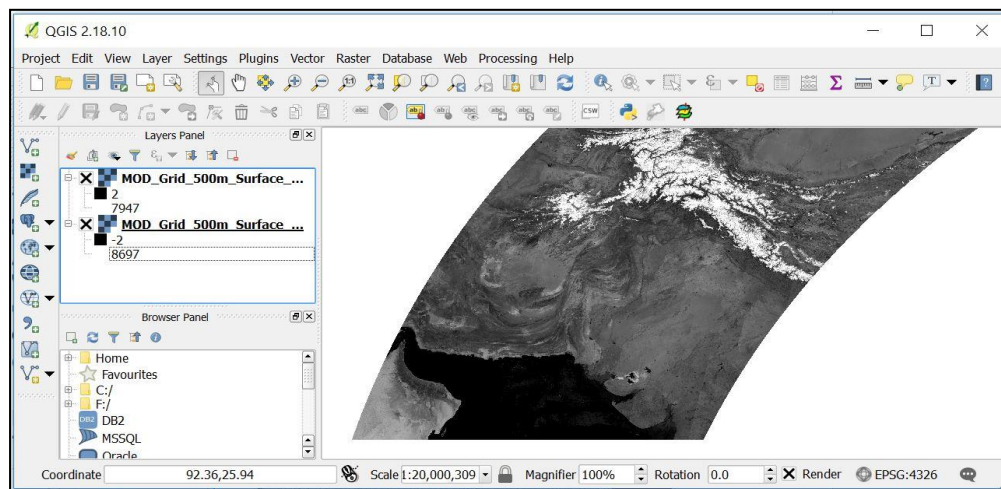 QGIS 2.18.10
Project Edit View Layer Settings Plugins Vector Raster Database Web Processing Help
CSW
Layers Panel
MOD_Grid_500m_Surface_...
2
7947
MOD_Grid_500m_Surface_...
-2
8697
Browser Panel
Home
Favourites
C:/
F:/
DB2
MSSQL
Oracle
Coordinate 92.36,25.94 Scale 1:20,000,309 Magnifier 100% Rotation 0.0 Render EPSG:4326